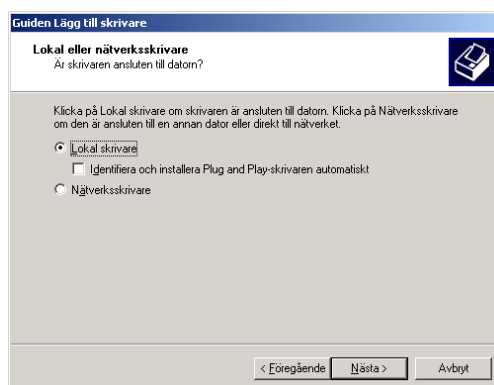 Guiden Lägg till skrivare
Lokal eller nätverksskrivare
Är skrivaren ansluten till datorn?
Klicka på Lokal skrivare om skrivaren är ansluten till datorn. Klicka på Nätverksskrivare
om den är ansluten till en annan dator eller direkt till nätverket.
Lokal skrivare
Identifiera och installera Plug and Play-skrivaren automatiskt
Nätverksskrivare
< Föregående Nästa > Avbryt